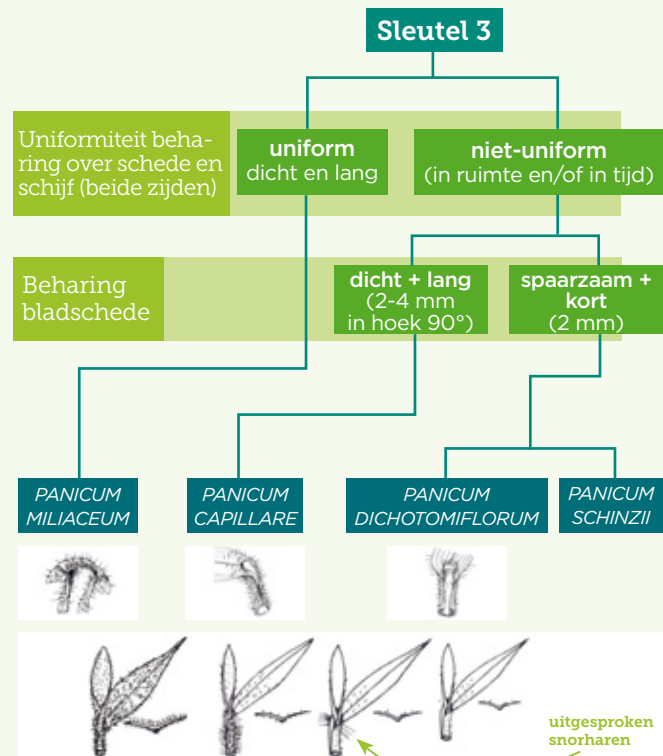 Sleutel 3
Uniformiteit beha-
ring over schede en
schijf (beide zijden)
uniform
dicht en lang
niet-uniform
(in ruimte en/of in tijd)
Beharing
bladschede
dicht + lang
(2-4 mm
in hoek 90°)
spaarzaam +
kort
(2 mm)
PANICUM
MILIACEUM
PANICUM
CAPILLARE
PANICUM
DICHOTOMIFLORUM
PANICUM
SCHINZII
uitgesproken
snorharen